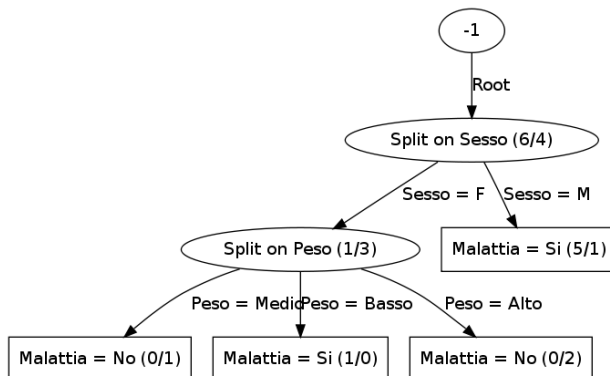 -1
Root
Split on Sesso (6/4)
Sesso = F
Sesso = M
Split on Peso (1/3)
Malattia = Si (5/1)
Peso = Medio
Peso = Basso
Peso = Alto
Malattia = No (0/1)
Malattia = Si (1/0)
Malattia = No (0/2)